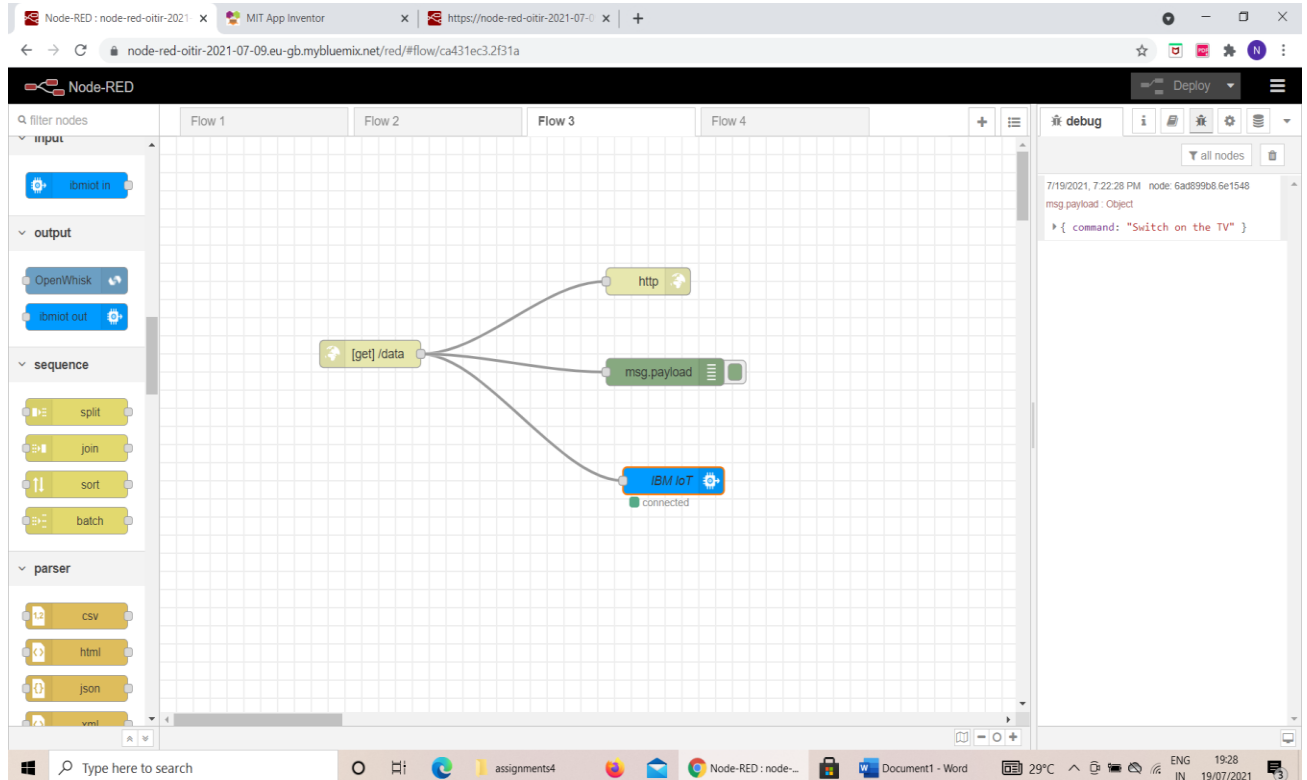 Node-RED : node-red-oitir-2021-
MIT App Inventor
https://node-red-oitir-2021-07-0
node-red-oitir-2021-07-09.eu-gb.mybluemix.net/red/#flow/ca431ec3.2f31a
PDF
N
Node-RED
Deploy
filter nodes
Flow 1
Flow 2
Flow 3
Flow 4
debug
i
input
all nodes
ibmiot in
7/19/2021, 7:22:28 PM node: 6ad899b8.6e1548
msg.payload : Object
{ command: "Switch on the TV" }
output
OpenWhisk
ibmiot out
http
[get] /data
msg.payload
IBM IoT
connected
sequence
split
join
sort
batch
parser
1,2
csv
html
json
xml
Type here to search
assignments4
Node-RED : node-...
Document1 - Word
29°C
ENG
IN
19:28
19/07/2021
3